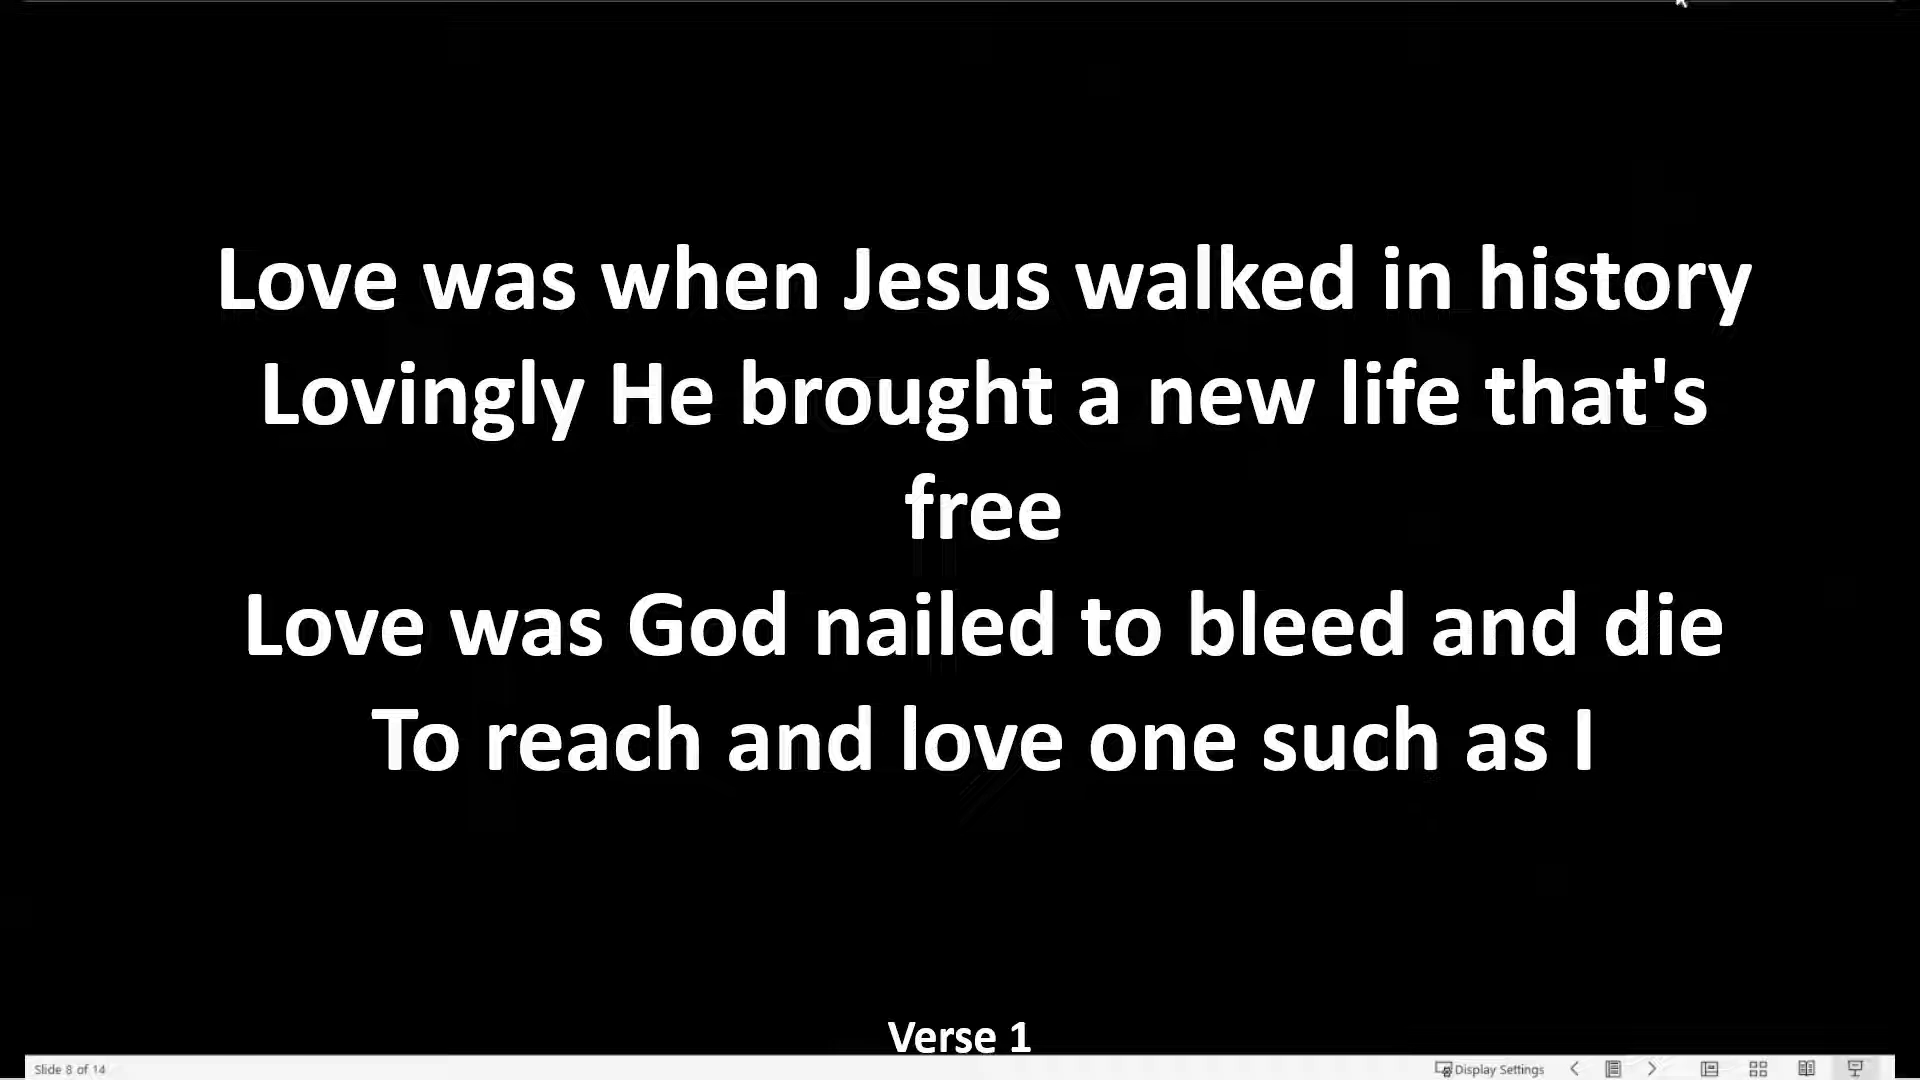 Love was when Jesus walked in history
Lovingly He brought a new life that's
free
Love was God nailed to bleed and die
To reach and love one such as I
Verse 1
Slide 8 of 14
Display Settings